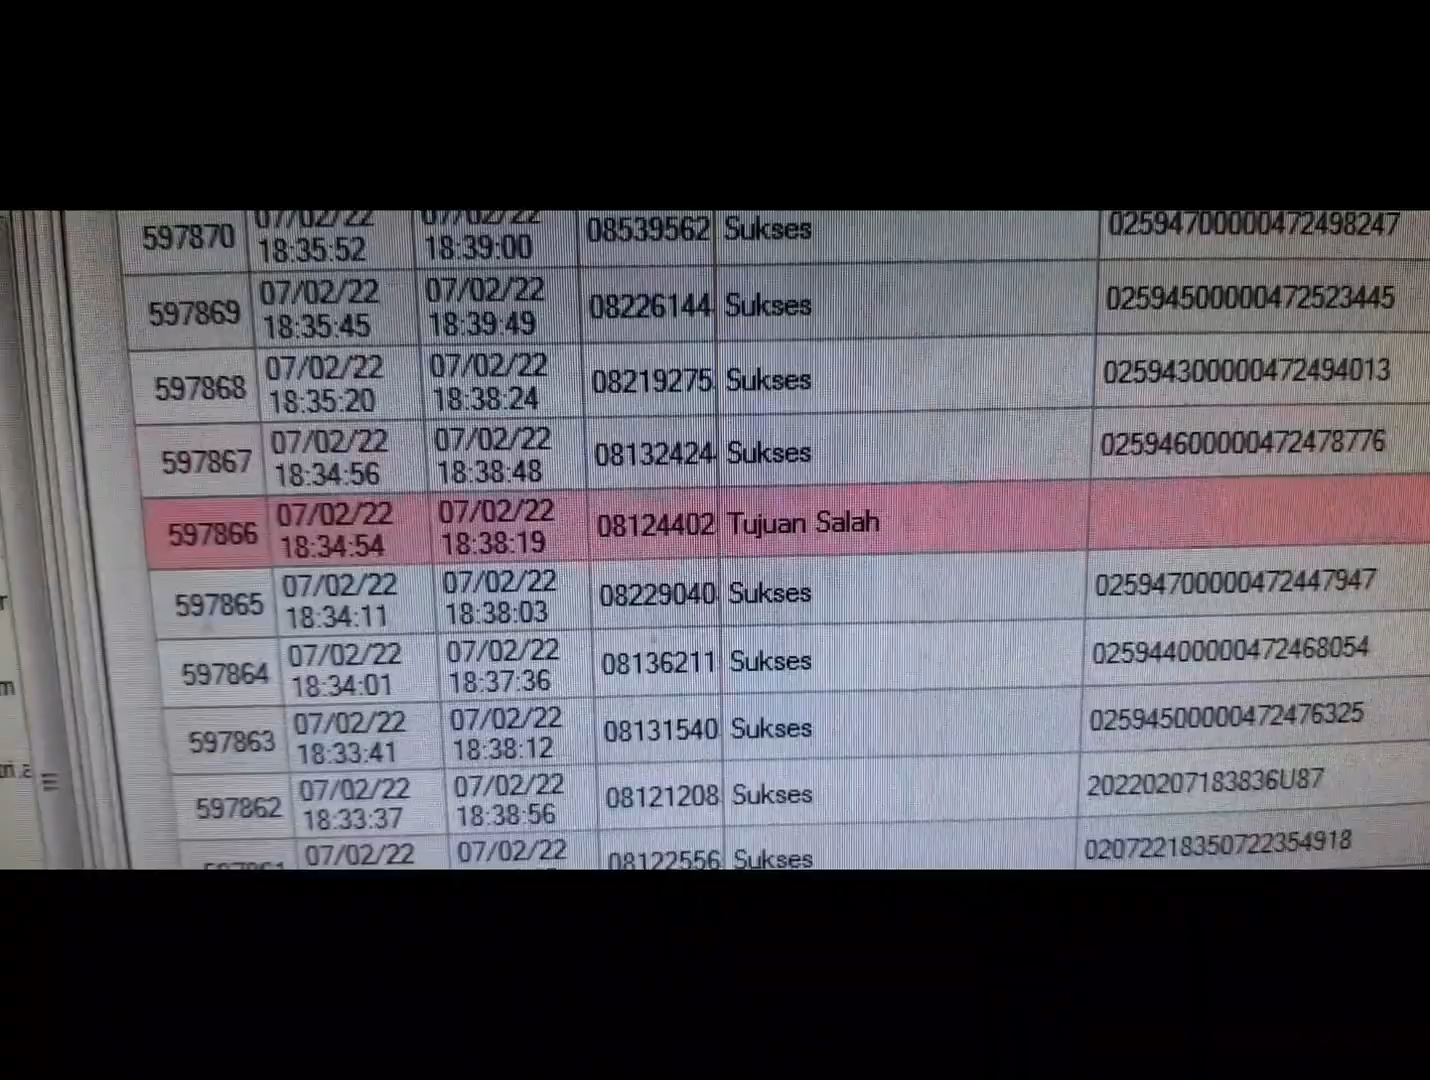 07/02/22 07/02/22
597870 18:35:52 18:39:00 08539562 Sukses 02594700000472498247
07/02/22 07/02/22
597869 18:35:45 18:39:49 08226144 Sukses 02594500000472523445
07/02/22 07/02/22
597868 18:35:20 18:38:24 08219275 Sukses 02594300000472494013
07/02/22 07/02/22
597867 18:34:56 18:38:48 08132424 Sukses 02594600000472478776
07/02/22 07/02/22
597866 18:34:54 18:38:19 08124402 Tujuan Salah
07/02/22 07/02/22
597865 18:34:11 18:38:03 08229040 Sukses 02594700000472447947
07/02/22 07/02/22
597864 18:34:01 18:37:36 08136211 Sukses 02594400000472468054
07/02/22 07/02/22
597863 18:33:41 18:38:12 08131540 Sukses 02594500000472476325
07/02/22 07/02/22
597862 18:33:37 18:38:56 08121208 Sukses 20220207183836U87
07/02/22 07/02/22
08122556 Sukses 02072218350722354918